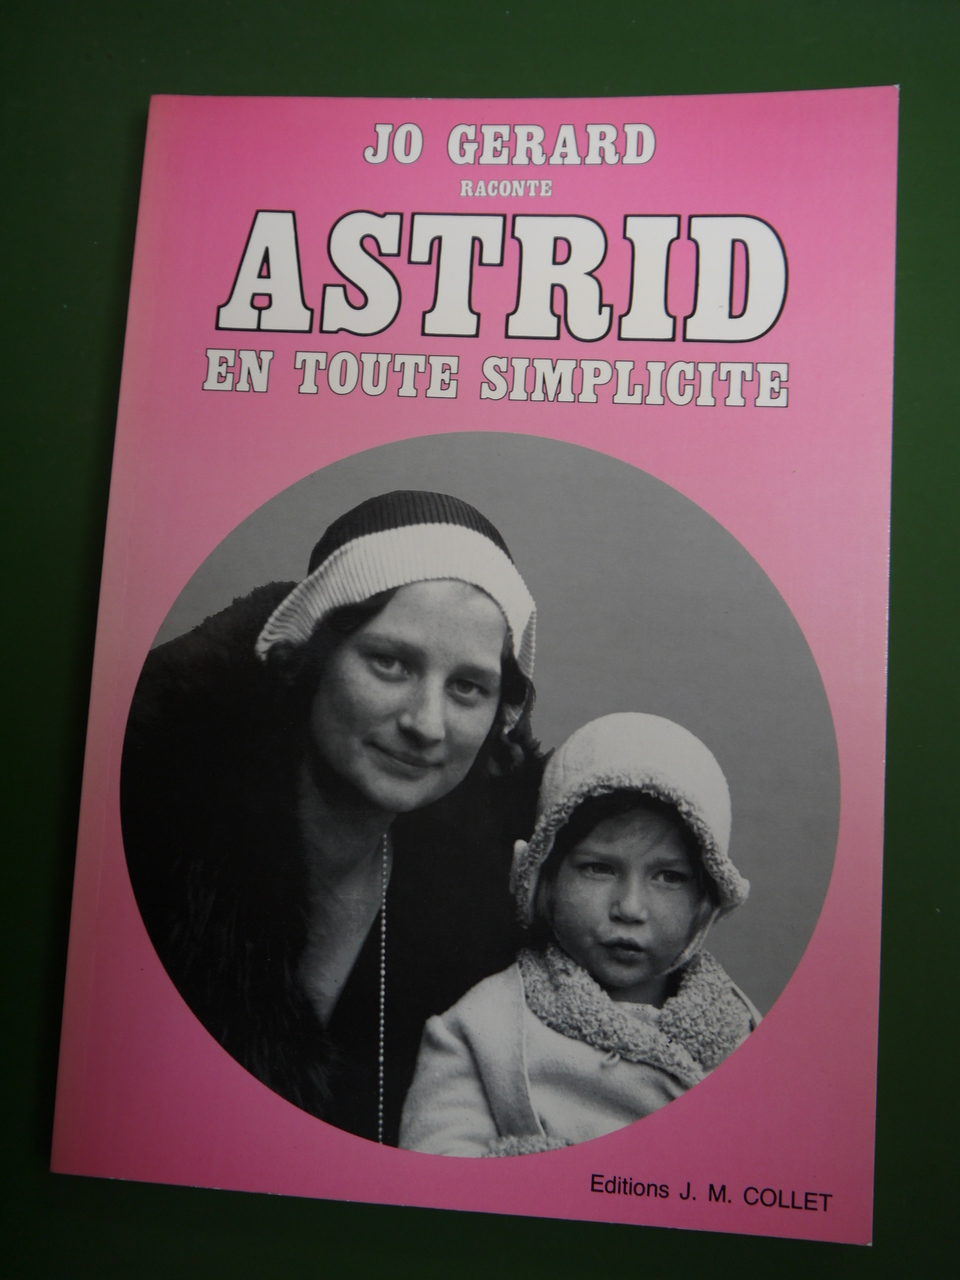 JO GERARD
RACONTE
ASTRID
EN TOUTE SIMPLICITE
Editions J. M. COLLET